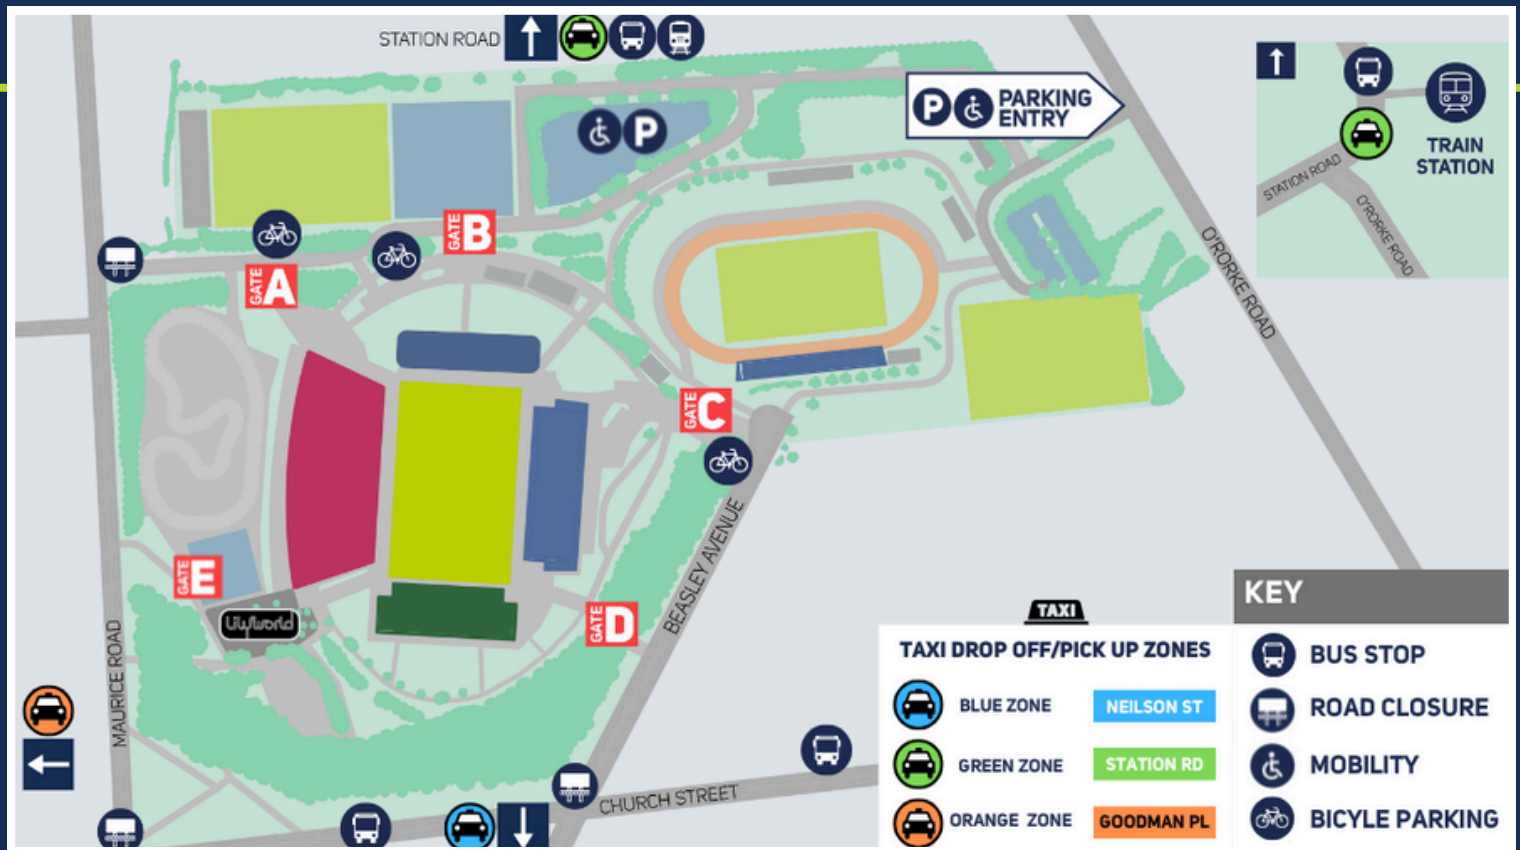 STATION ROAD
P
P PARKING
ENTRY
TRAIN
STATION
STATION ROAD
O'RORKE ROAD
GATE B
GATE A
O'RORKE ROAD
GATE C
BEASLEY AVENUE
GATE E
Lilyworld
GATE D
MAURICE ROAD
CHURCH STREET
TAXI
TAXI DROP OFF/PICK UP ZONES
BLUE ZONE NEILSON ST
GREEN ZONE STATION RD
ORANGE ZONE GOODMAN PL
KEY
BUS STOP
ROAD CLOSURE
MOBILITY
BICYLE PARKING